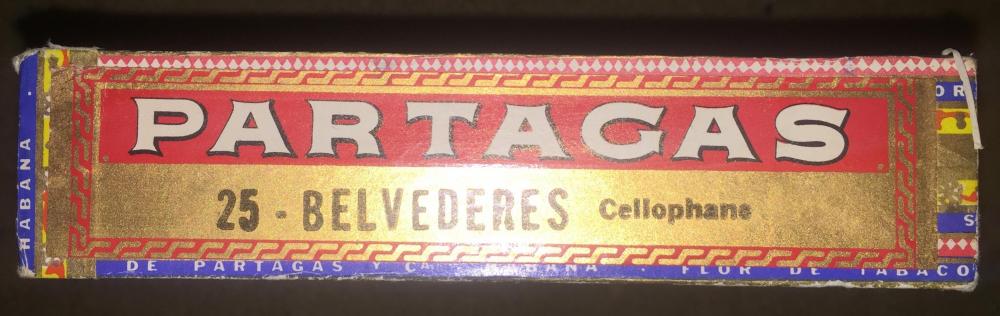 PARTAGAS
25 - BELVEDERES Cellophane
HABANA
DE PARTAGAS Y FLOR DE TABACO